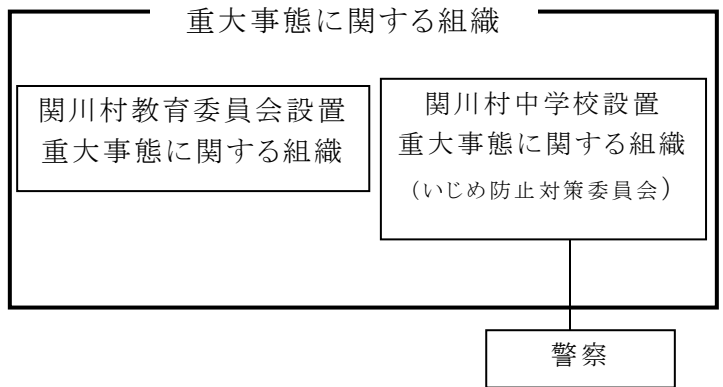 重大事態に関する組織
関川村教育委員会設置
重大事態に関する組織
関川村中学校設置
重大事態に関する組織
（いじめ防止対策委員会）
警察